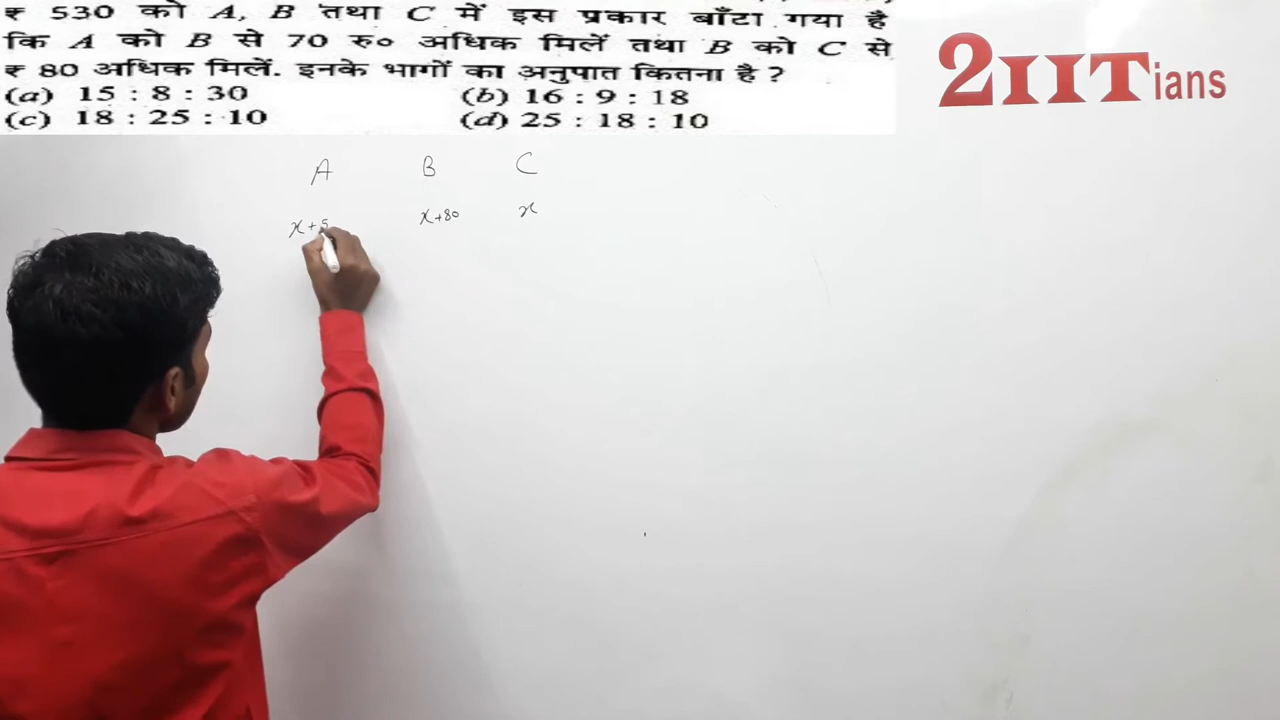 ₹ 530 को A, B तथा C में इस प्रकार बाँटा गया है
कि A को B से 70 रु० अधिक मिलें तथा B को C से
₹ 80 अधिक मिलें. इनके भागों का अनुपात कितना है ?
(a) 15 : 8 : 30 (b) 16 : 9 : 18
(c) 18 : 25 : 10 (d) 25 : 18 : 10
2IITians
A B C
x+5 x+80 x